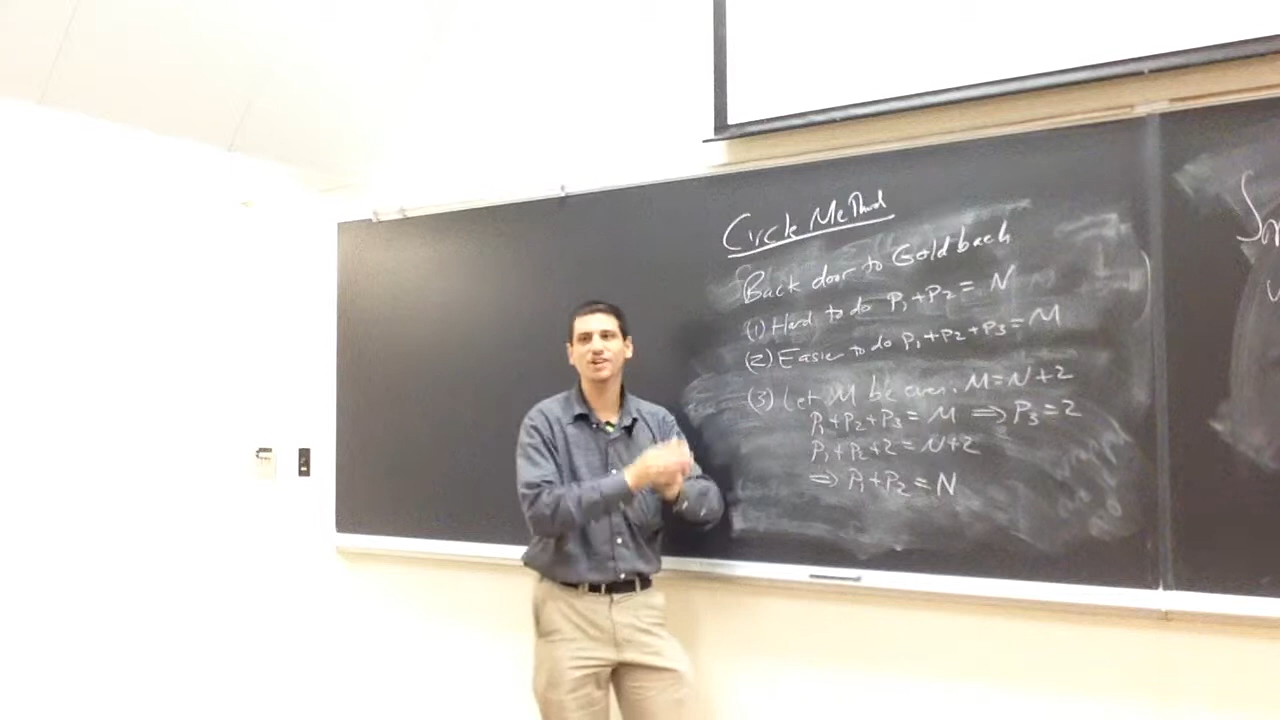 Circle Method
Back door to Goldbach
(1) Hard to do P₁+P₂ = N
(2) Easier to do P₁+P₂+P₃ = M
(3) Let M be even: M=N+2
P₁+P₂+P₃ = M ⇒ P₃=2
P₁+P₂+2 = N+2
⇒ P₁+P₂ = N